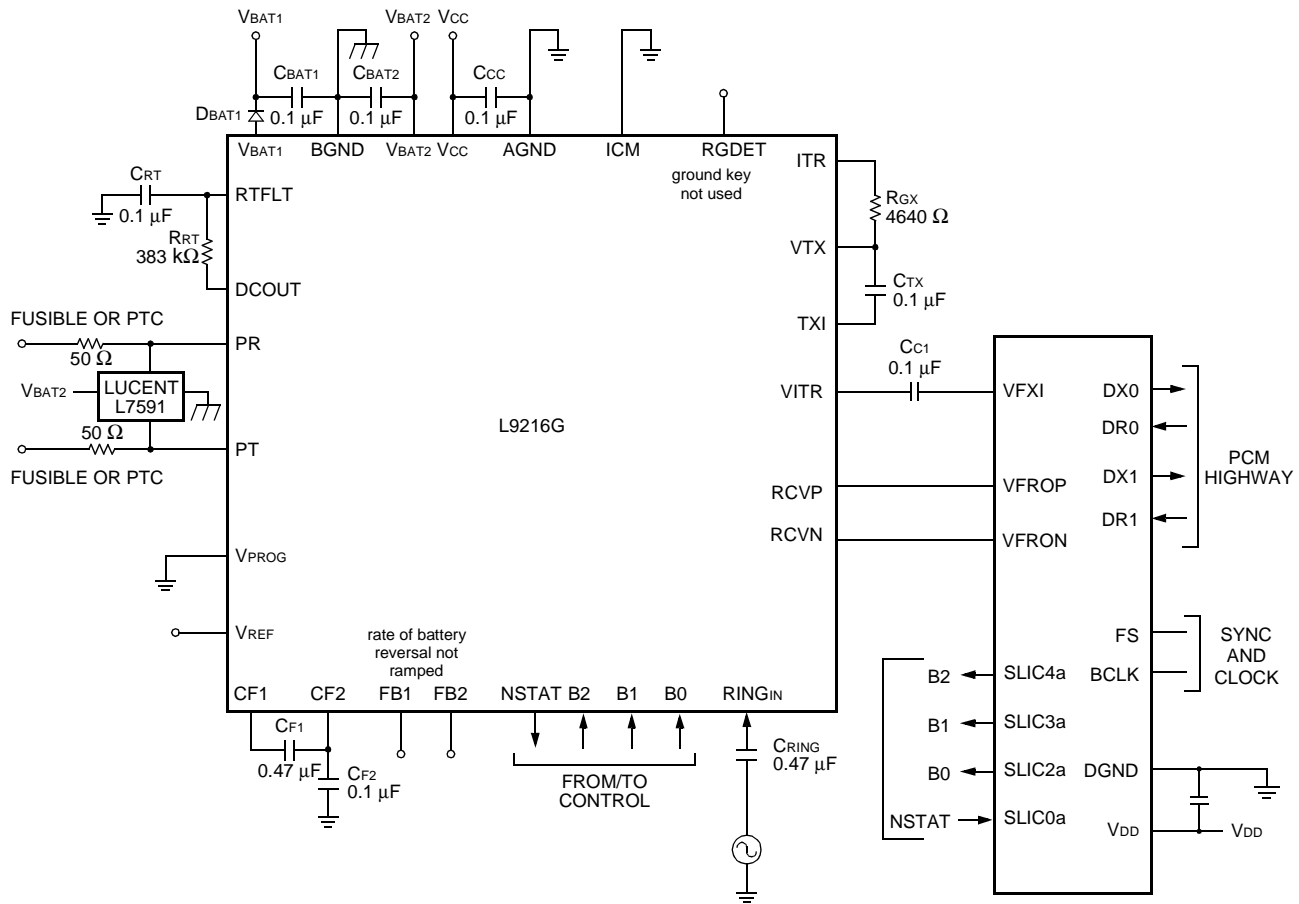 VBAT1
VBAT2
VCC
CBAT1
0.1 μF
CBAT2
0.1 μF
CCC
0.1 μF
DBAT1
VBAT1
BGND
VBAT2
VCC
AGND
ICM
RGDET
ground key
not used
CRT
0.1 μF
RTFLT
RRT
383 kΩ
DCOUT
FUSIBLE OR PTC
50 Ω
PR
VBAT2
LUCENT
L7591
50 Ω
PT
FUSIBLE OR PTC
VPROG
VREF
L9216G
ITR
RGX
4640 Ω
VTX
CTX
0.1 μF
TXI
VITR
CC1
0.1 μF
RCVP
RCVN
rate of battery
reversal not
ramped
CF1
CF2
FB1
FB2
NSTAT
B2
B1
B0
RINGIN
CF1
0.47 μF
CF2
0.1 μF
FROM/TO
CONTROL
CRING
0.47 μF
VFXI
VFROP
VFRON
DX0
DR0
DX1
DR1
PCM
HIGHWAY
FS
BCLK
SYNC
AND
CLOCK
B2
SLIC4a
B1
SLIC3a
B0
SLIC2a
NSTAT
SLIC0a
DGND
VDD
VDD